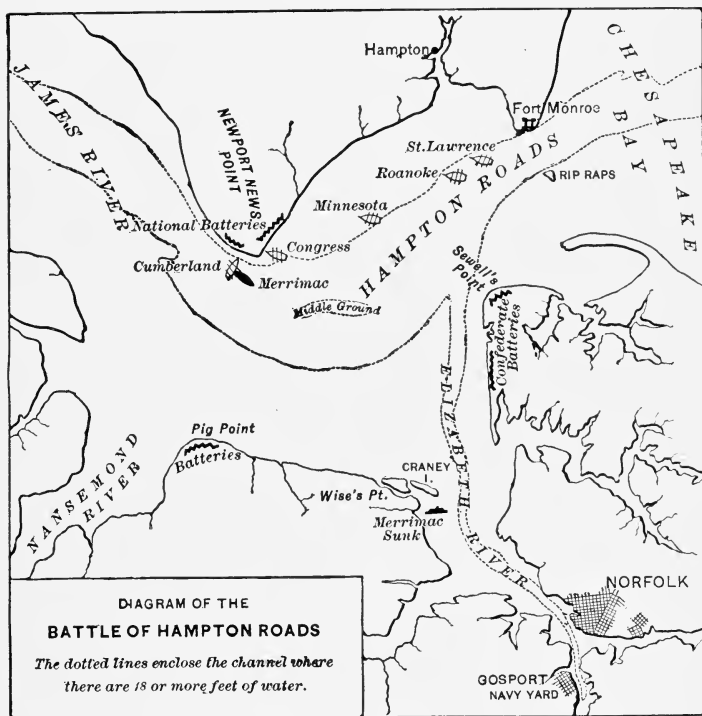 Hampton
CHESAPEAKE
BAY
JAMES RIVER
Fort Monroe
NEWPORT NEWS
POINT
St. Lawrence
Roanoke
HAMPTON ROADS
RIP RAPS
Minnesota
National Batteries
Congress
Cumberland
Merrimac
Sewell's
Point
Middle Ground
Confederate
Batteries
ELIZABETH RIVER
Pig Point
Batteries
NANSEMOND
RIVER
CRANEY
I.
Wise's Pt.
Merrimac
Sunk
NORFOLK
GOSPORT
NAVY YARD
DIAGRAM OF THE
BATTLE OF HAMPTON ROADS
The dotted lines enclose the channel where
there are 18 or more feet of water.